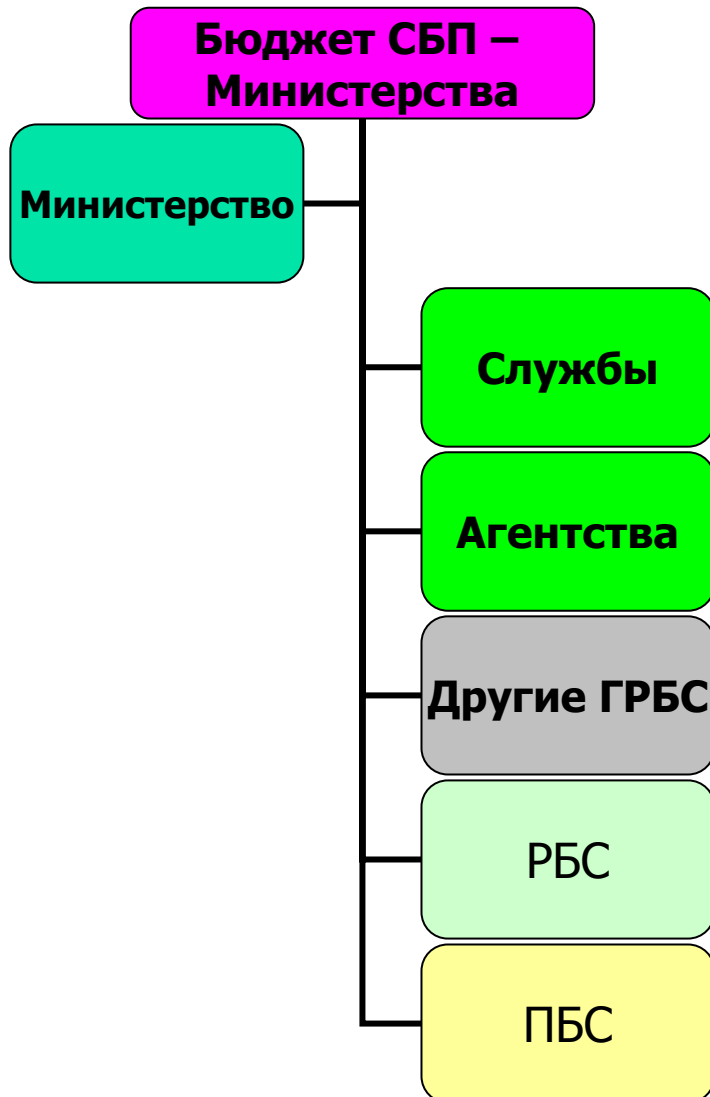 Бюджет СБП –
Министерства
Министерство
Службы
Агентства
Другие ГРБС
РБС
ПБС